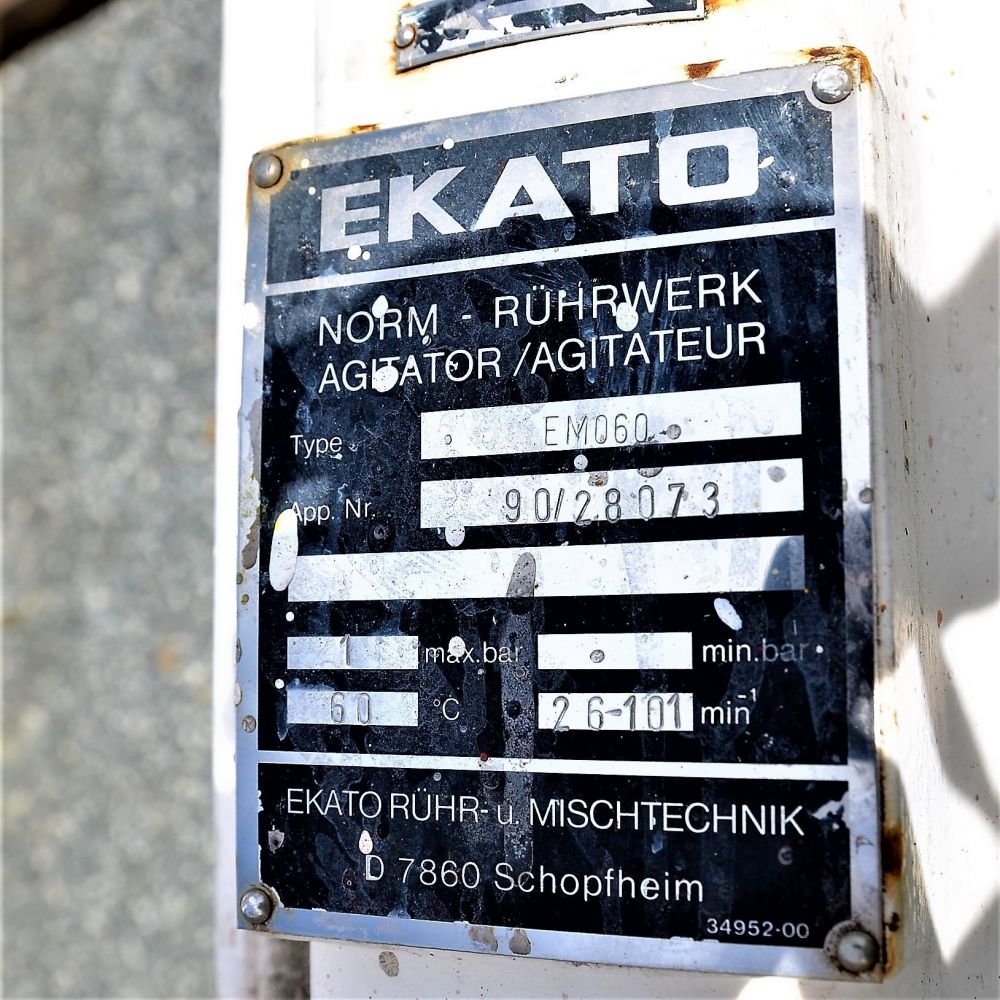 EKATO
NORM - RÜHRWERK
AGITATOR / AGITATEUR
Type EM060
App. Nr. 90/28073
1 max.bar min.bar
60 °C 26-101 min⁻¹
EKATO RÜHR- u. MISCHTECHNIK
D 7860 Schopfheim
34952-00